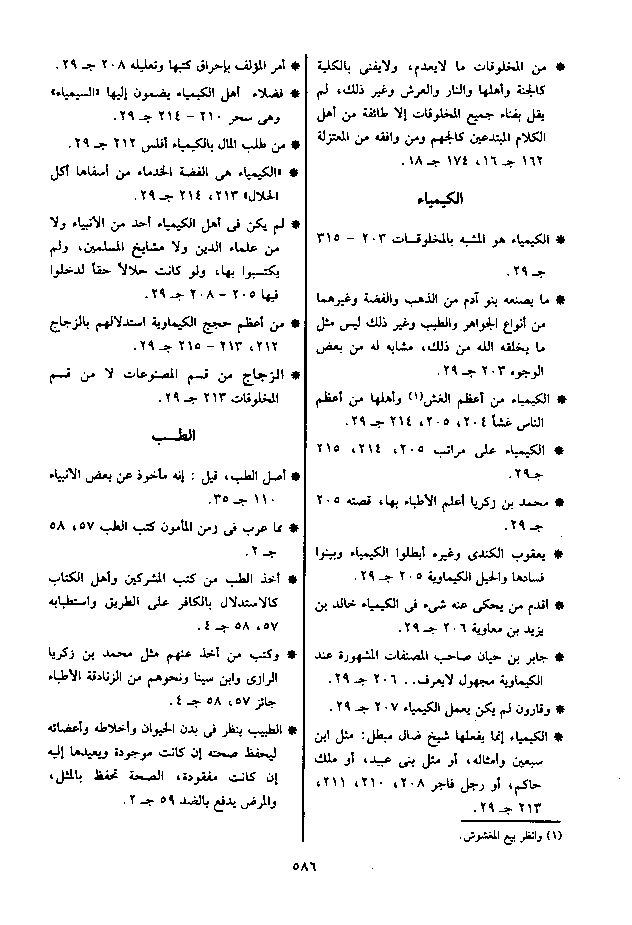 * من المخلوقات ما لا يعدم، ولا يفنى بالكلية
كالجنة وأهلها والنار والعرش وغير ذلك، لم
يقل بفناء جميع المخلوقات إلا طائفة من أهل
الكلام المبتدعين كالجهم ومن وافقه من المعتزلة
١٦٢ جـ ١٦، ١٧٤ جـ ١٨.
الكيمياء
* الكيمياء هو المشبه بالمخلوقات ٢٠٣ – ٣١٥
جـ ٢٩.
* ما يصنعه بنو آدم من الذهب والفضة وغيرهما
من أنواع الجواهر والطيب وغير ذلك ليس مثل
ما يخلقه الله من ذلك، مشابه له من بعض
الوجوه ٢٠٣ جـ ٢٩.
* الكيمياء من أعظم الغش(١) وأهلها من أعظم
الناس غشاً ٢٠٤، ٢٠٥، ٢١٤ جـ ٢٩.
* الكيمياء على مراتب ٢٠٥، ٢١٤، ٢١٥
جـ ٢٩.
* محمد بن زكريا أعلم الأطباء بها، قصته ٢٠٥
جـ ٢٩.
* يعقوب الكندى وغيره أبطلوا الكيمياء وبينوا
فسادها والحيل الكيماوية ٢٠٥ جـ ٢٩.
* أقدم من يحكى عنه شىء فى الكيمياء خالد بن
يزيد بن معاوية ٢٠٦ جـ ٢٩.
* جابر بن حيان صاحب المصنفات المشهورة عند
الكيماوية مجهول لا يعرف.. ٢٠٦ جـ ٢٩.
* وقارون لم يكن يعمل الكيمياء ٢٠٧ جـ ٢٩.
* الكيمياء إنما يفعلها شيخ ضال مبطل: مثل ابن
سبعين وأمثاله، أو مثل بنى عبيد، أو ملك
حاكم، أو رجل فاجر ٢٠٨، ٢١٠، ٢١١،
٢١٣ جـ ٢٩.
(١) وانظر بيع المغشوش.
* أمر المؤلف بإحراق كتبها وتعليله ٢٠٨ جـ ٢٩.
* فضلاء أهل الكيمياء يضمون إليها «السيمياء»
وهى سحر ٢١٠ – ٢١٤ جـ ٢٩.
* من طلب المال بالكيمياء أفلس ٢١٢ جـ ٢٩.
* «الكيمياء هى الفضة الخدماء من أسفاها أكل
الحلال» ٢١٣، ٢١٤ جـ ٢٩.
* لم يكن فى أهل الكيمياء أحد من الأنبياء ولا
من علماء الدين ولا مشايخ المسلمين، ولم
يكتسبوا بها، ولو كانت حلالاً حقاً لدخلوا
فيها ٢٠٥ – ٢٠٨ جـ ٢٩.
* من أعظم حجج الكيماوية استدلالهم بالزجاج
٢١٢، ٢١٣ – ٢١٥ جـ ٢٩.
* الزجاج من قسم المصنوعات لا من قسم
المخلوقات ٢١٣ جـ ٢٩.
الطـب
* أصل الطب، قيل : إنه مأخوذ عن بعض الأنبياء
١١٠ جـ ٣٥.
* مما عرب فى زمن المأمون كتب الطب ٥٧، ٥٨
جـ ٢.
* أخذ الطب من كتب المشركين وأهل الكتاب
كالاستدلال بالكافر على الطريق واستطبابه
٥٧، ٥٨ جـ ٤.
* وكتب من أخذ عنهم مثل محمد بن زكريا
الرازى وابن سينا ونحوهم من الزنادقة الأطباء
جائز ٥٧، ٥٨ جـ ٤.
* الطبيب ينظر فى بدن الحيوان وأخلاطه وأعضائه
ليحفظ صحته إن كانت موجودة ويعيدها إليه
إن كانت مفقودة، الصحة تحفظ بالمثل،
والمرض يدفع بالضد ٥٩ جـ ٢.
٥٨٦